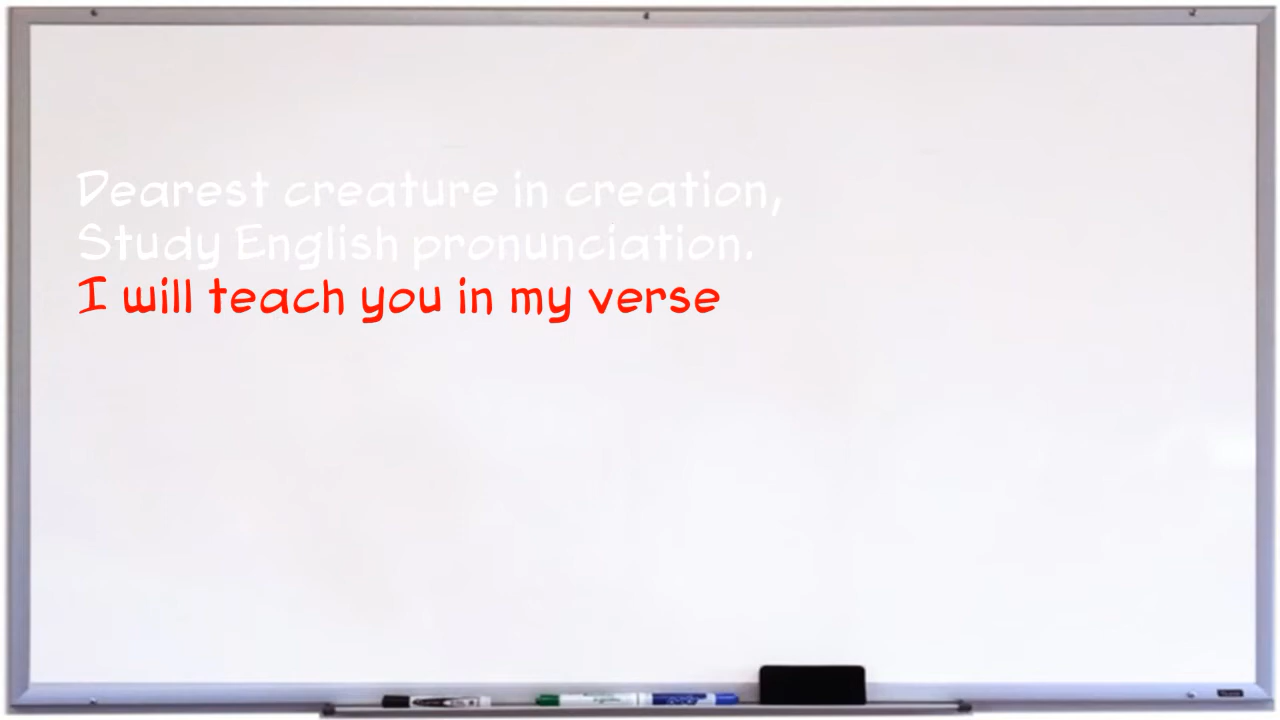 Dearest creature in creation,
Study English pronunciation.
I will teach you in my verse